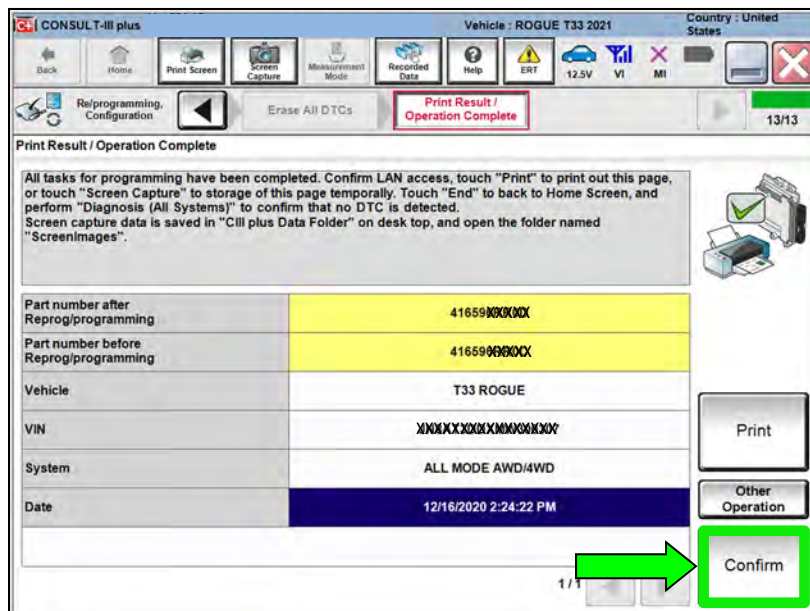 CONSULT-III plus
Vehicle : ROGUE T33 2021
Country : United
States
Back
Home
Print Screen
Screen
Capture
Measurement
Mode
Recorded
Data
Help
ERT
12.5V
VI
MI
Re/programming,
Configuration
Erase All DTCs
Print Result /
Operation Complete
13/13
Print Result / Operation Complete
All tasks for programming have been completed. Confirm LAN access, touch "Print" to print out this page,
or touch "Screen Capture" to storage of this page temporally. Touch "End" to back to Home Screen, and
perform "Diagnosis (All Systems)" to confirm that no DTC is detected.
Screen capture data is saved in "CIII plus Data Folder" on desk top, and open the folder named
"ScreenImages".
Part number after
Reprog/programming
41659
Part number before
Reprog/programming
41659
Vehicle
T33 ROGUE
VIN
System
ALL MODE AWD/4WD
Date
12/16/2020 2:24:22 PM
Print
Other
Operation
Confirm
1/1